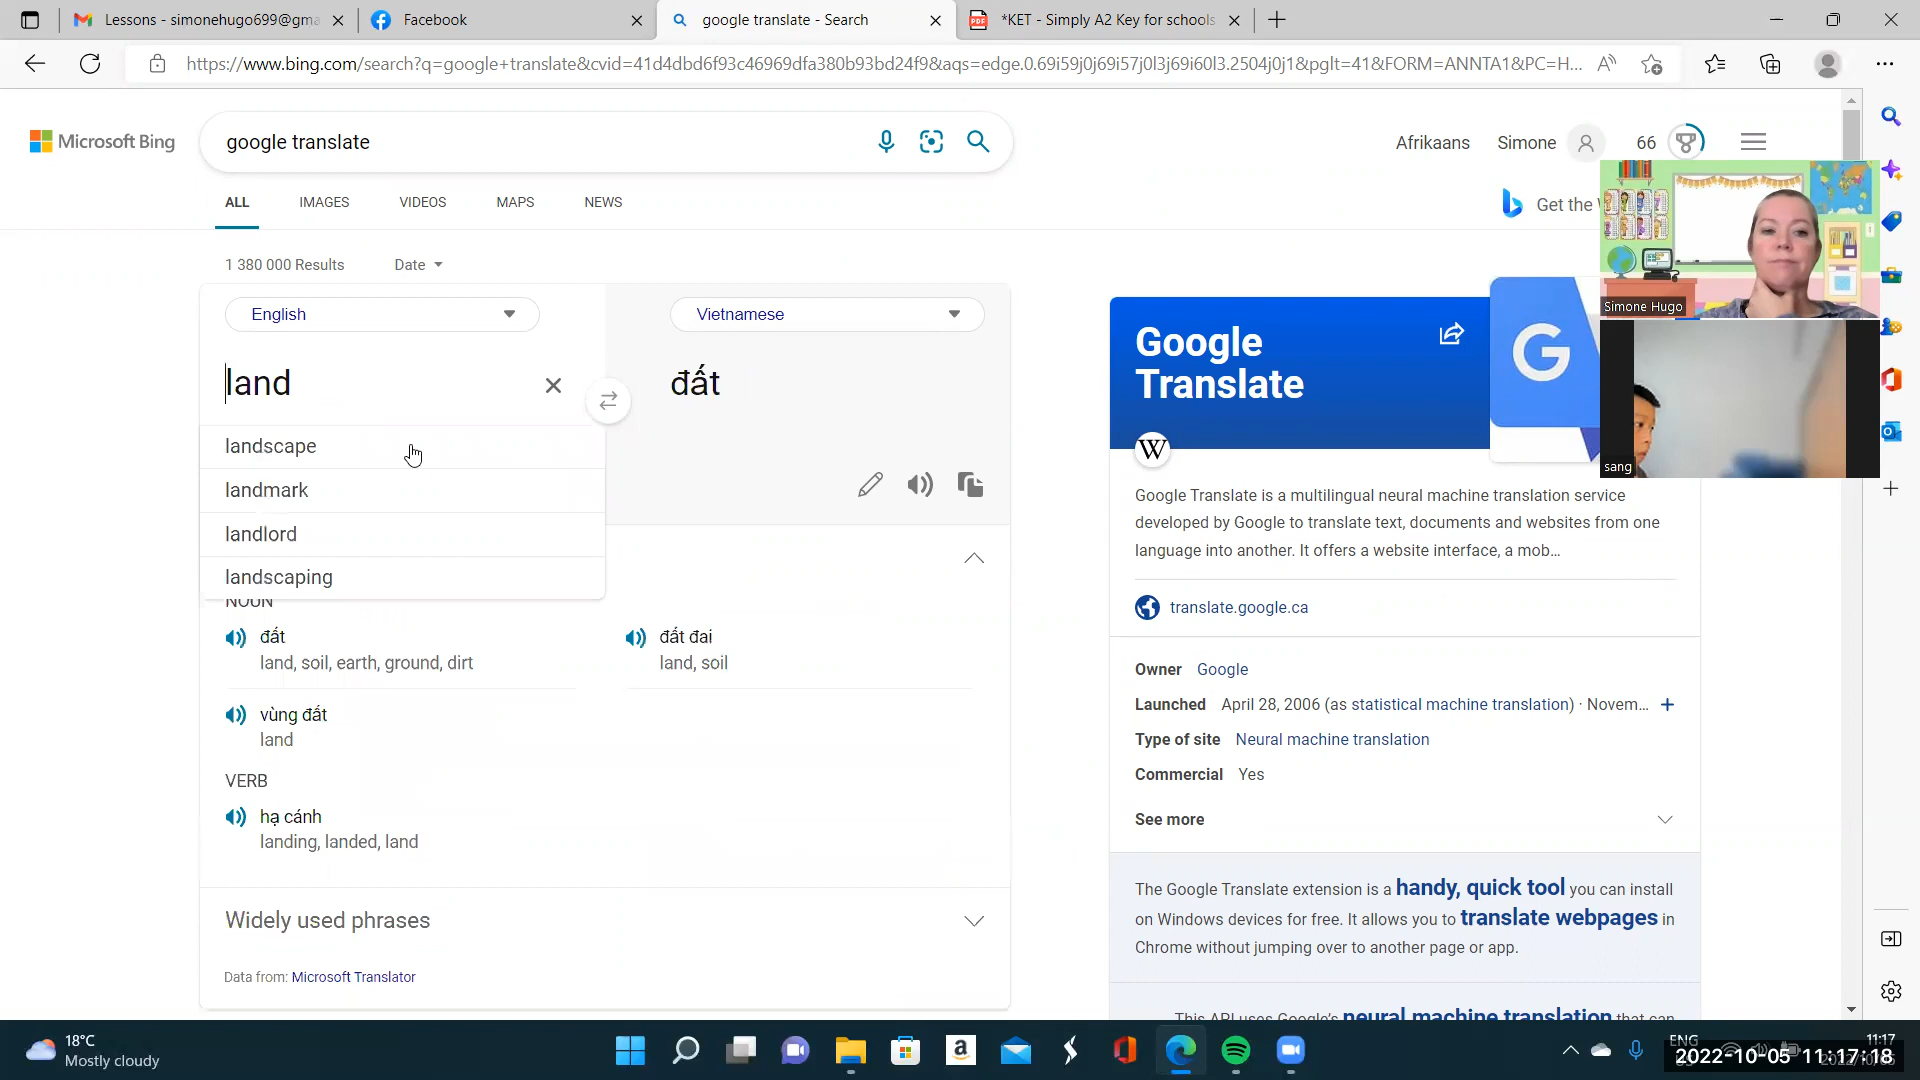 Lessons - simonehugo699@gma
Facebook
google translate - Search
*KET - Simply A2 Key for schools
https://www.bing.com/search?q=google+translate&cvid=41d4dbd6f93c46969dfa380b93bd24f9&aqs=edge.0.69i59j0j69i57j0l3j69i60l3.2504j0j1&pglt=41&FORM=ANNTA1&PC=H...
Microsoft Bing
google translate
Afrikaans
Simone
66
ALL
IMAGES
VIDEOS
MAPS
NEWS
Get the
1 380 000 Results
Date
English
Vietnamese
land
đất
landscape
landmark
landlord
landscaping
NOUN
đất
land, soil, earth, ground, dirt
đất đai
land, soil
vùng đất
land
VERB
hạ cánh
landing, landed, land
Widely used phrases
Data from: Microsoft Translator
Google
Translate
G
W
Google Translate is a multilingual neural machine translation service
developed by Google to translate text, documents and websites from one
language into another. It offers a website interface, a mob...
translate.google.ca
Owner Google
Launched April 28, 2006 (as statistical machine translation) · Novem...
Type of site Neural machine translation
Commercial Yes
See more
The Google Translate extension is a handy, quick tool you can install
on Windows devices for free. It allows you to translate webpages in
Chrome without jumping over to another page or app.
This API uses Google's neural machine translation that can
Simone Hugo
sang
18°C
Mostly cloudy
ENG
11:17
2022-10-05 11:17:18